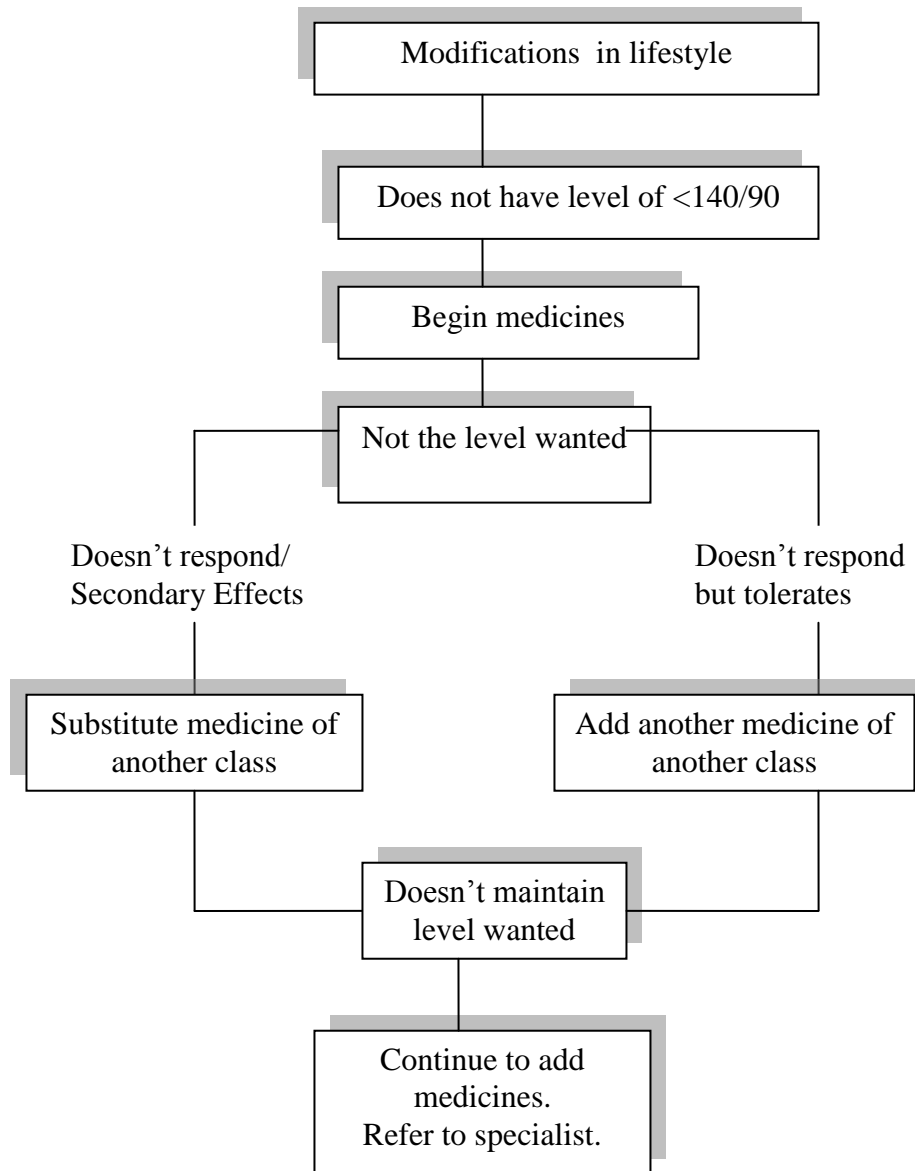 Modifications in lifestyle
Does not have level of <140/90
Begin medicines
Not the level wanted
Doesn’t respond/
Secondary Effects
Doesn’t respond
but tolerates
Substitute medicine of
another class
Add another medicine of
another class
Doesn’t maintain
level wanted
Continue to add
medicines.
Refer to specialist.